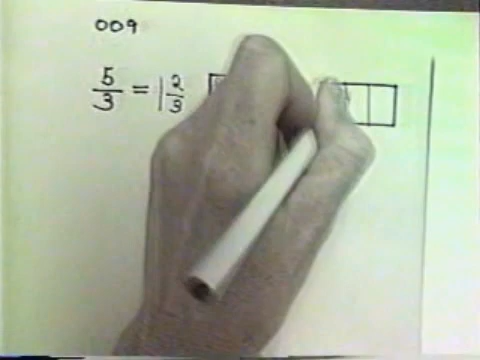 009
5/3 = 1 2/3